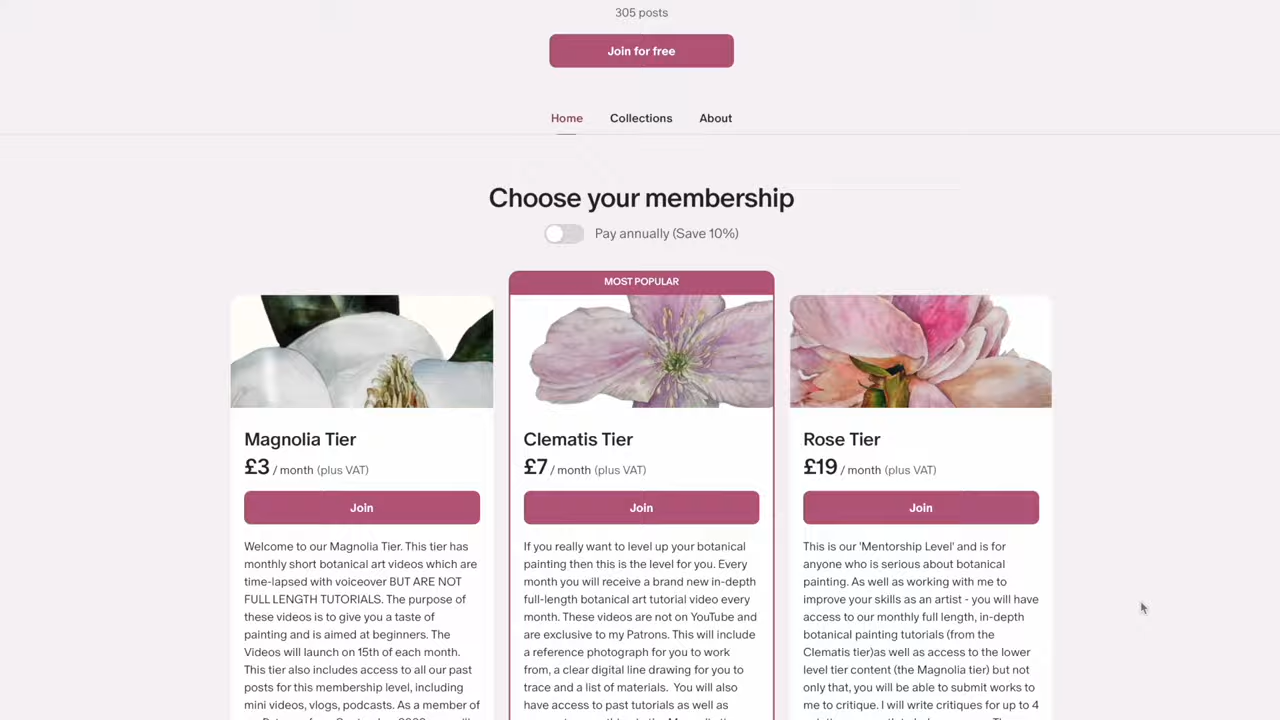 305 posts
Join for free
Home Collections About
Choose your membership
Pay annually (Save 10%)
MOST POPULAR
Magnolia Tier
£3 / month (plus VAT)
Join
Welcome to our Magnolia Tier. This tier has
monthly short botanical art videos which are
time-lapsed with voiceover BUT ARE NOT
FULL LENGTH TUTORIALS. The purpose of
these videos is to give you a taste of
painting and is aimed at beginners. The
Videos will launch on 15th of each month.
This tier also includes access to all our past
posts for this membership level, including
mini videos, vlogs, podcasts. As a member of
Clematis Tier
£7 / month (plus VAT)
Join
If you really want to level up your botanical
painting then this is the level for you. Every
month you will receive a brand new in-depth
full-length botanical art tutorial video every
month. These videos are not on YouTube and
are exclusive to my Patrons. This will include
a reference photograph for you to work
from, a clear digital line drawing for you to
trace and a list of materials. You will also
have access to past tutorials as well as
Rose Tier
£19 / month (plus VAT)
Join
This is our 'Mentorship Level' and is for
anyone who is serious about botanical
painting. As well as working with me to
improve your skills as an artist - you will have
access to our monthly full length, in-depth
botanical painting tutorials (from the
Clematis tier)as well as access to the lower
level tier content (the Magnolia tier) but not
only that, you will be able to submit works to
me to critique. I will write critiques for up to 4